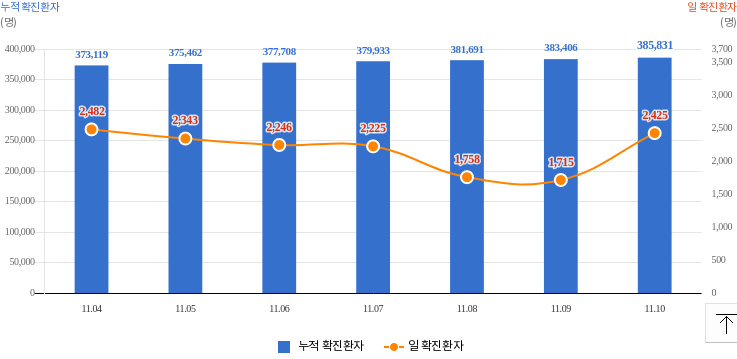 누적 확진환자 일 확진환자
(명) (명)
373,119 375,462 377,708 379,933 381,691 383,406 385,831
400,000 3,700
350,000 3,500
300,000 3,000
250,000 2,500
200,000 2,000
150,000 1,500
100,000 1,000
50,000 500
0 0
2,482 2,343 2,246 2,225 1,758 1,715 2,425
11.04 11.05 11.06 11.07 11.08 11.09 11.10
누적 확진환자 일 확진환자